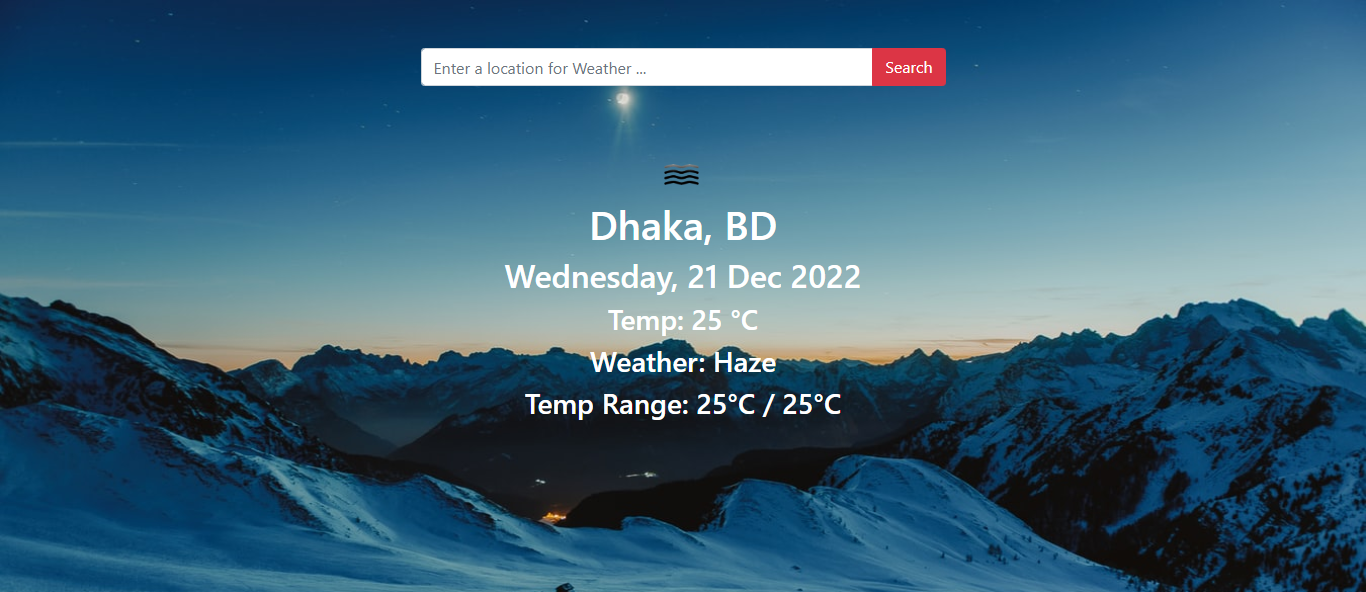 Enter a location for Weather ...
Search
Dhaka, BD
Wednesday, 21 Dec 2022
Temp: 25 °C
Weather: Haze
Temp Range: 25°C / 25°C